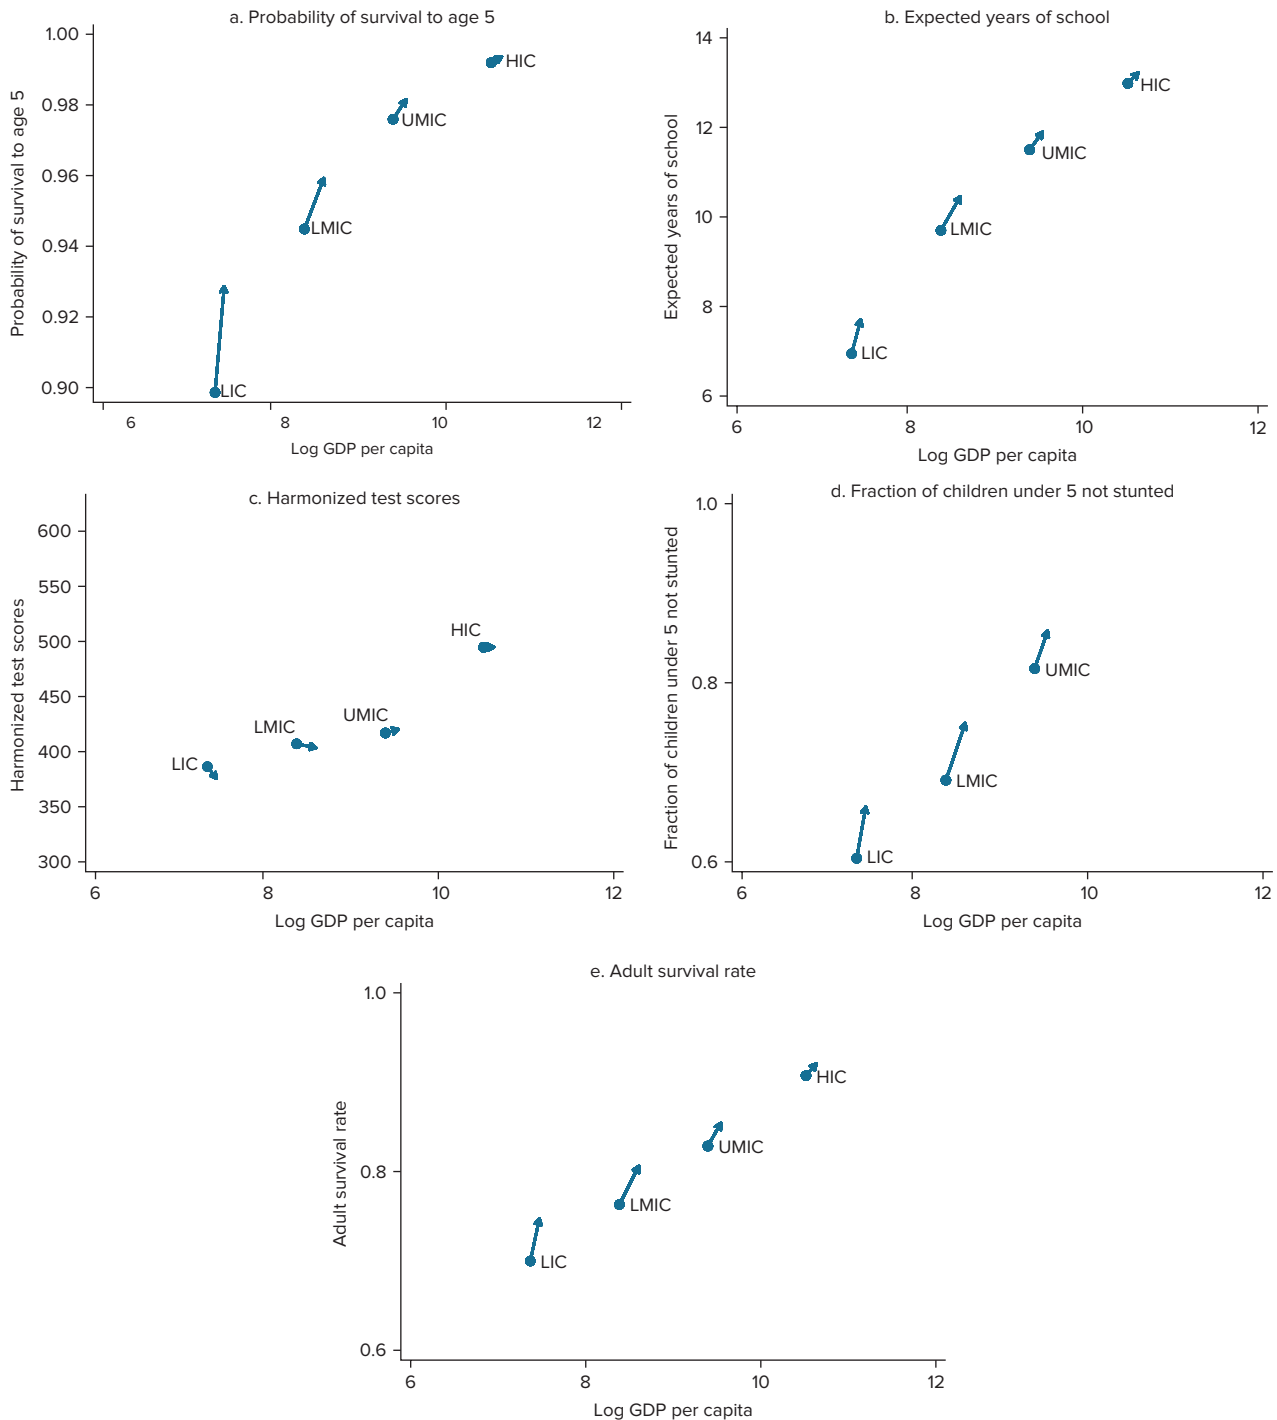 a. Probability of survival to age 5
Probability of survival to age 5
1.00
0.98
0.96
0.94
0.92
0.90
HIC
UMIC
LMIC
LIC
6 8 10 12
Log GDP per capita
b. Expected years of school
Expected years of school
14
12
10
8
6
HIC
UMIC
LMIC
LIC
6 8 10 12
Log GDP per capita
c. Harmonized test scores
Harmonized test scores
600
550
500
450
400
350
300
HIC
UMIC
LMIC
LIC
6 8 10 12
Log GDP per capita
d. Fraction of children under 5 not stunted
Fraction of children under 5 not stunted
1.0
0.8
0.6
UMIC
LMIC
LIC
6 8 10 12
Log GDP per capita
e. Adult survival rate
Adult survival rate
1.0
0.8
0.6
HIC
UMIC
LMIC
LIC
6 8 10 12
Log GDP per capita